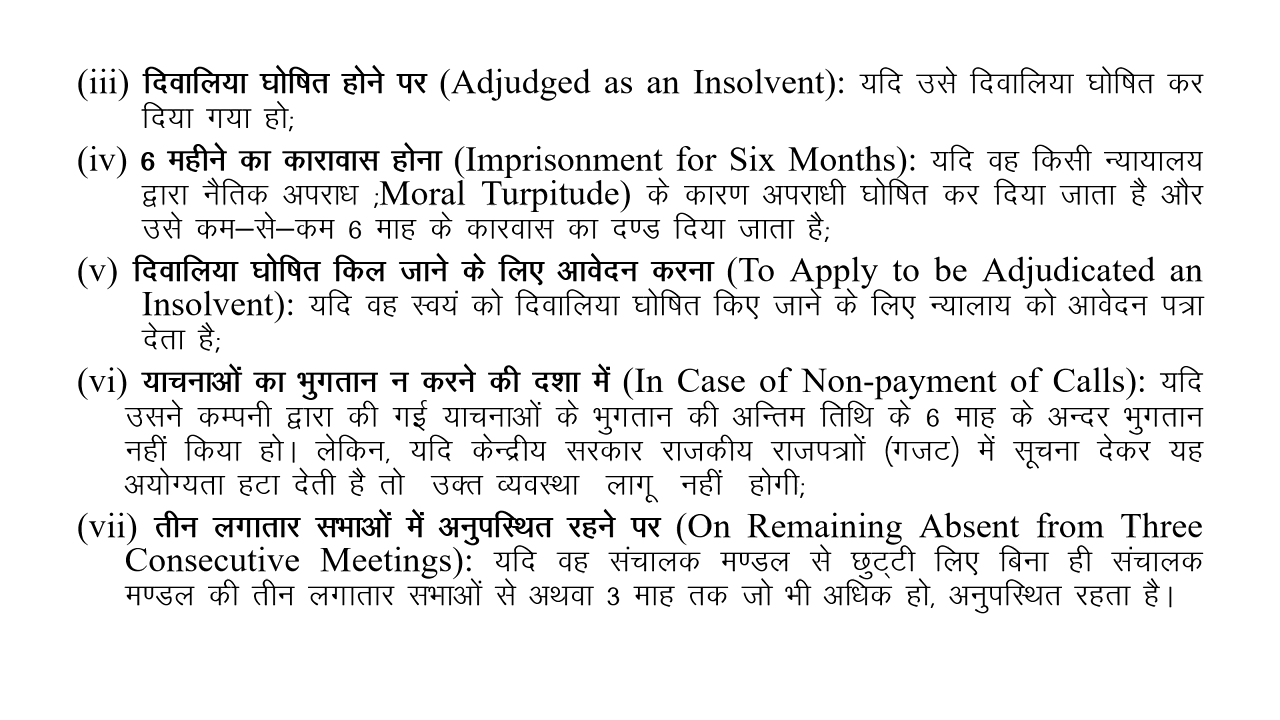 (iii) दिवालिया घोषित होने पर (Adjudged as an Insolvent): यदि उसे दिवालिया घोषित कर
दिया गया हो;
(iv) 6 महीने का कारावास होना (Imprisonment for Six Months): यदि वह किसी न्यायालय
द्वारा नैतिक अपराध ;Moral Turpitude) के कारण अपराधी घोषित कर दिया जाता है और
उसे कम–से–कम 6 माह के कारवास का दण्ड दिया जाता है;
(v) दिवालिया घोषित किल जाने के लिए आवेदन करना (To Apply to be Adjudicated an
Insolvent): यदि वह स्वयं को दिवालिया घोषित किए जाने के लिए न्यालाय को आवेदन पत्रा
देता है;
(vi) याचनाओं का भुगतान न करने की दशा में (In Case of Non-payment of Calls): यदि
उसने कम्पनी द्वारा की गई याचनाओं के भुगतान की अन्तिम तिथि के 6 माह के अन्दर भुगतान
नहीं किया हो। लेकिन, यदि केन्द्रीय सरकार राजकीय राजपत्राों (गजट) में सूचना देकर यह
अयोग्यता हटा देती है तो उक्त व्यवस्था लागू नहीं होगी;
(vii) तीन लगातार सभाओं में अनुपस्थित रहने पर (On Remaining Absent from Three
Consecutive Meetings): यदि वह संचालक मण्डल से छुट्टी लिए बिना ही संचालक
मण्डल की तीन लगातार सभाओं से अथवा 3 माह तक जो भी अधिक हो, अनुपस्थित रहता है।